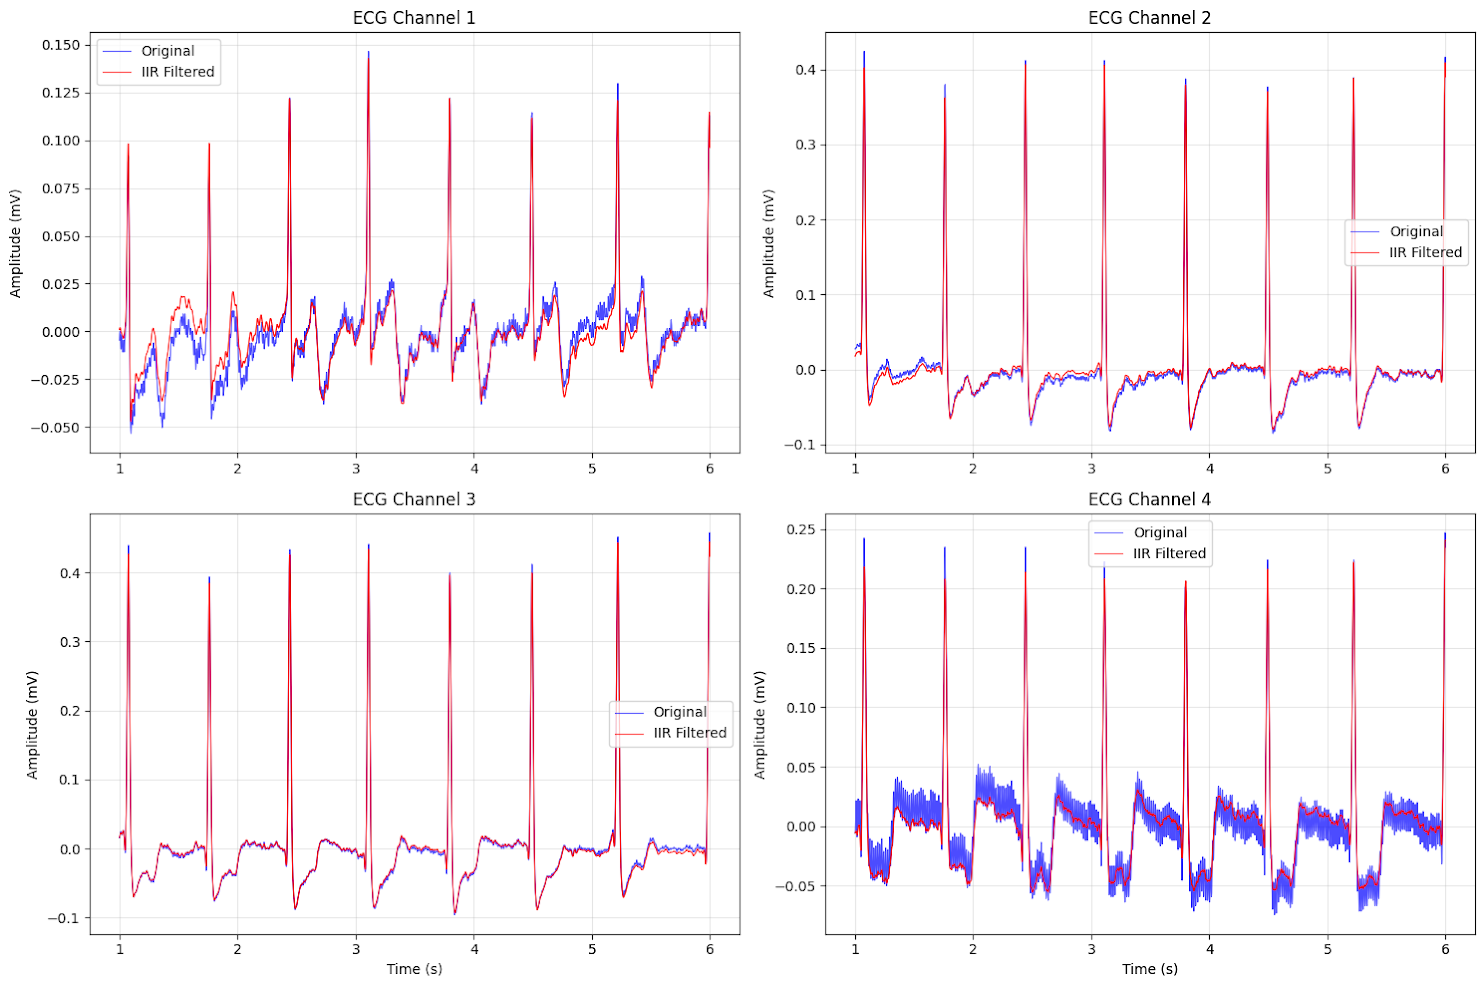 ECG Channel 1
Original
IIR Filtered
0.150
0.125
0.100
0.075
0.050
0.025
0.000
−0.025
−0.050
Amplitude (mV)
1 2 3 4 5 6
ECG Channel 2
Original
IIR Filtered
0.4
0.3
0.2
0.1
0.0
−0.1
Amplitude (mV)
1 2 3 4 5 6
ECG Channel 3
Original
IIR Filtered
0.4
0.3
0.2
0.1
0.0
−0.1
Amplitude (mV)
1 2 3 4 5 6
Time (s)
ECG Channel 4
Original
IIR Filtered
0.25
0.20
0.15
0.10
0.05
0.00
−0.05
Amplitude (mV)
1 2 3 4 5 6
Time (s)